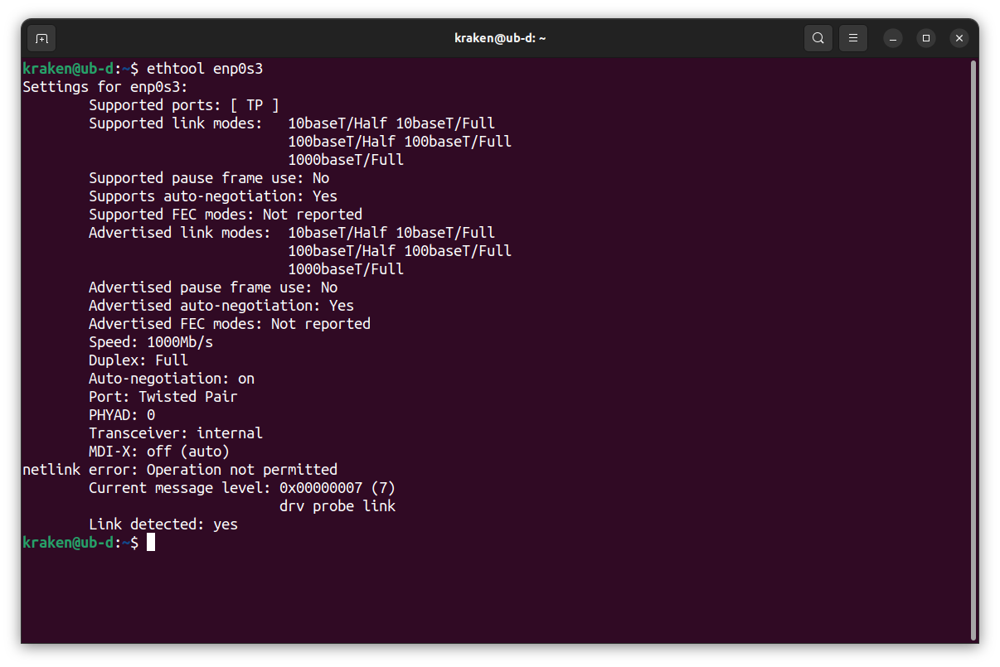 kraken@ub-d: ~
kraken@ub-d:~$ ethtool enp0s3
Settings for enp0s3:
        Supported ports: [ TP ]
        Supported link modes:   10baseT/Half 10baseT/Full
                                100baseT/Half 100baseT/Full
                                1000baseT/Full
        Supported pause frame use: No
        Supports auto-negotiation: Yes
        Supported FEC modes: Not reported
        Advertised link modes:  10baseT/Half 10baseT/Full
                                100baseT/Half 100baseT/Full
                                1000baseT/Full
        Advertised pause frame use: No
        Advertised auto-negotiation: Yes
        Advertised FEC modes: Not reported
        Speed: 1000Mb/s
        Duplex: Full
        Auto-negotiation: on
        Port: Twisted Pair
        PHYAD: 0
        Transceiver: internal
        MDI-X: off (auto)
netlink error: Operation not permitted
        Current message level: 0x00000007 (7)
                               drv probe link
        Link detected: yes
kraken@ub-d:~$